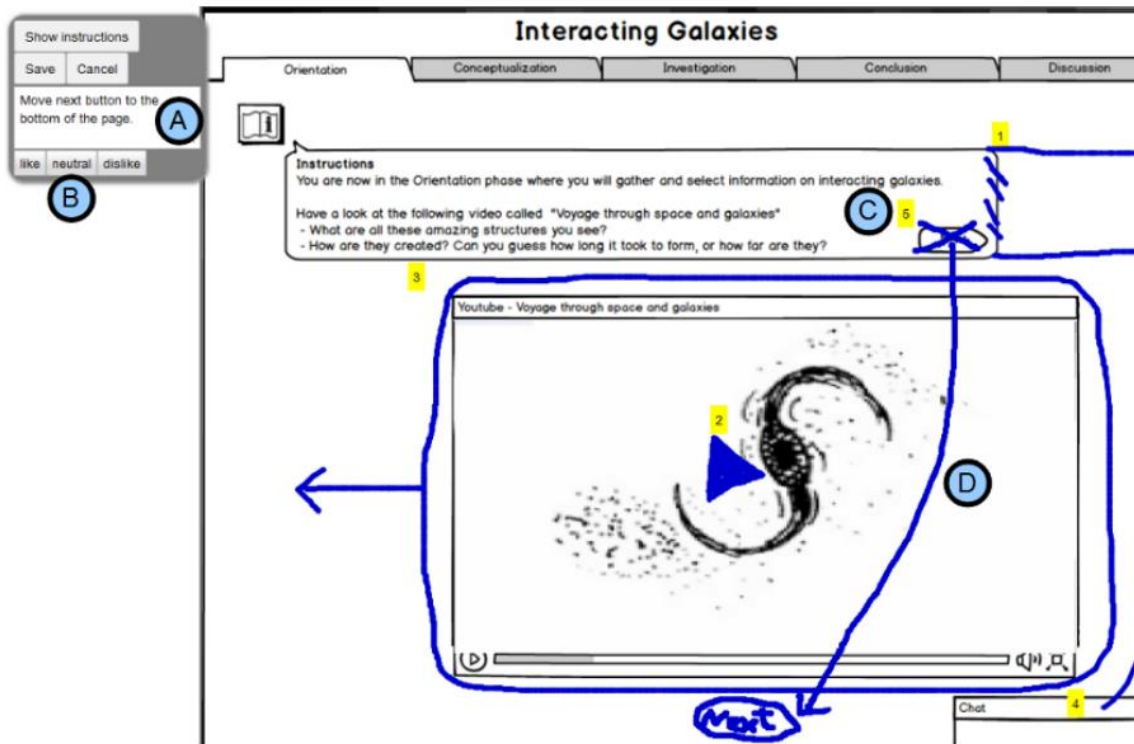 Interacting Galaxies
Show instructions
Save Cancel
Move next button to the
bottom of the page.
A
like neutral dislike
B
Orientation Conceptualization Investigation Conclusion Discussion
1
Instructions
You are now in the Orientation phase where you will gather and select information on interacting galaxies.
Have a look at the following video called "Voyage through space and galaxies"
- What are all these amazing structures you see?
- How are they created? Can you guess how long it took to form, or how far are they?
C
5
3
Youtube - Voyage through space and galaxies
2
D
Next
Chat 4